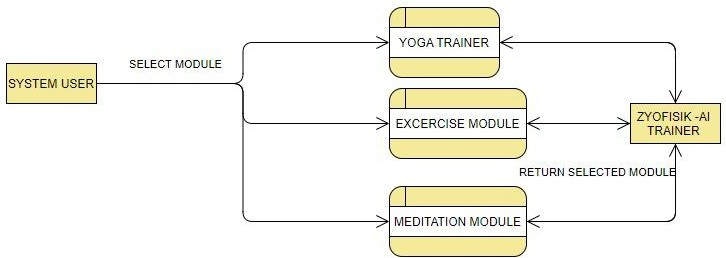 YOGA TRAINER
SELECT MODULE
SYSTEM USER
EXCERCISE MODULE
ZYOFISIK -AI
TRAINER
RETURN SELECTED MODULE
MEDITATION MODULE